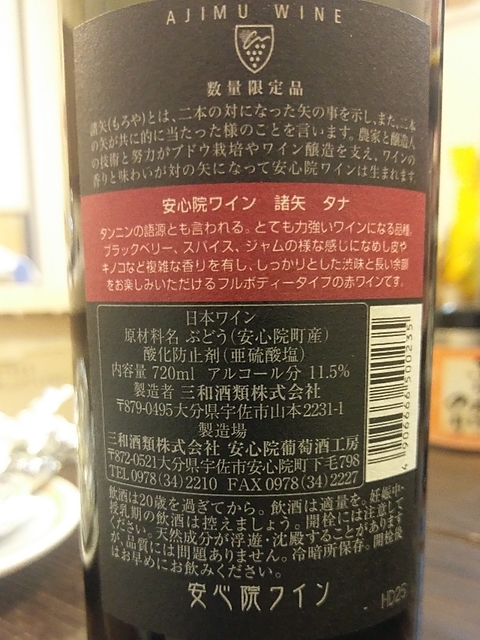 AJIMU WINE
数量限定品
諸矢(もろや)とは、二本の対になった矢の事を示し、また、二本
の矢が共に的に当たった様のことを言います。農家と醸造人
の技術と努力がブドウ栽培やワイン醸造を支え、ワインの
香りと味わいが対の矢になって安心院ワインは生まれます。
安心院ワイン 諸矢 タナ
タンニンの語源とも言われる。とても力強いワインになる品種。
ブラックベリー、スパイス、ジャムの様な感じになめし皮や
キノコなど複雑な香りを有し、しっかりとした渋味と長い余韻
をお楽しみいただけるフルボディータイプの赤ワインです。
日本ワイン
原材料名 ぶどう(安心院町産)
酸化防止剤(亜硫酸塩)
内容量 720ml アルコール分 11.5%
製造者 三和酒類株式会社
〒879-0495大分県宇佐市山本2231-1
製造場
三和酒類株式会社 安心院葡萄酒工房
〒872-0521大分県宇佐市安心院町下毛798
TEL 0978(34)2210 FAX 0978(34)2227
4906666500235
飲酒は20歳を過ぎてから。飲酒は適量を。妊娠中・
授乳期の飲酒は控えましょう。開栓には注意して
ください。天然成分が浮遊・沈殿することがあります
が、品質には問題ありません。冷暗所保存。開栓後
はお早めにお飲みください。
安心院ワイン
HD25